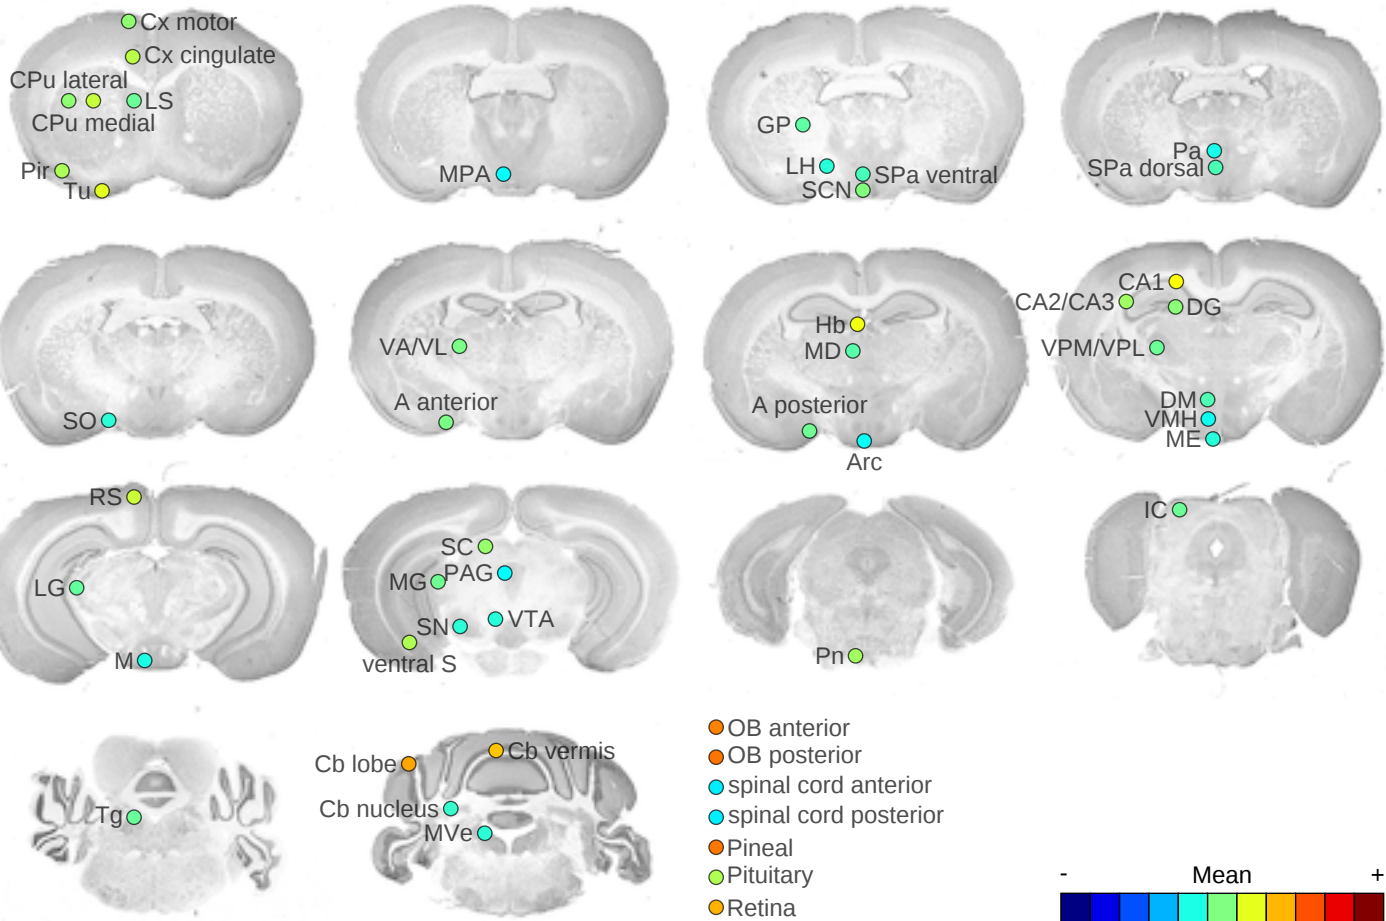 Cx motor
Cx cingulate
CPu lateral
LS
CPu medial
Pir
Tu
MPA
GP
LH
SPa ventral
SCN
Pa
SPa dorsal
SO
VA/VL
A anterior
Hb
MD
A posterior
Arc
CA1
CA2/CA3
DG
VPM/VPL
DM
VMH
ME
RS
LG
M
SC
MG
PAG
SN
VTA
ventral S
Pn
IC
Tg
Cb lobe
Cb vermis
Cb nucleus
MVe
OB anterior
OB posterior
spinal cord anterior
spinal cord posterior
Pineal
Pituitary
Retina
- Mean +